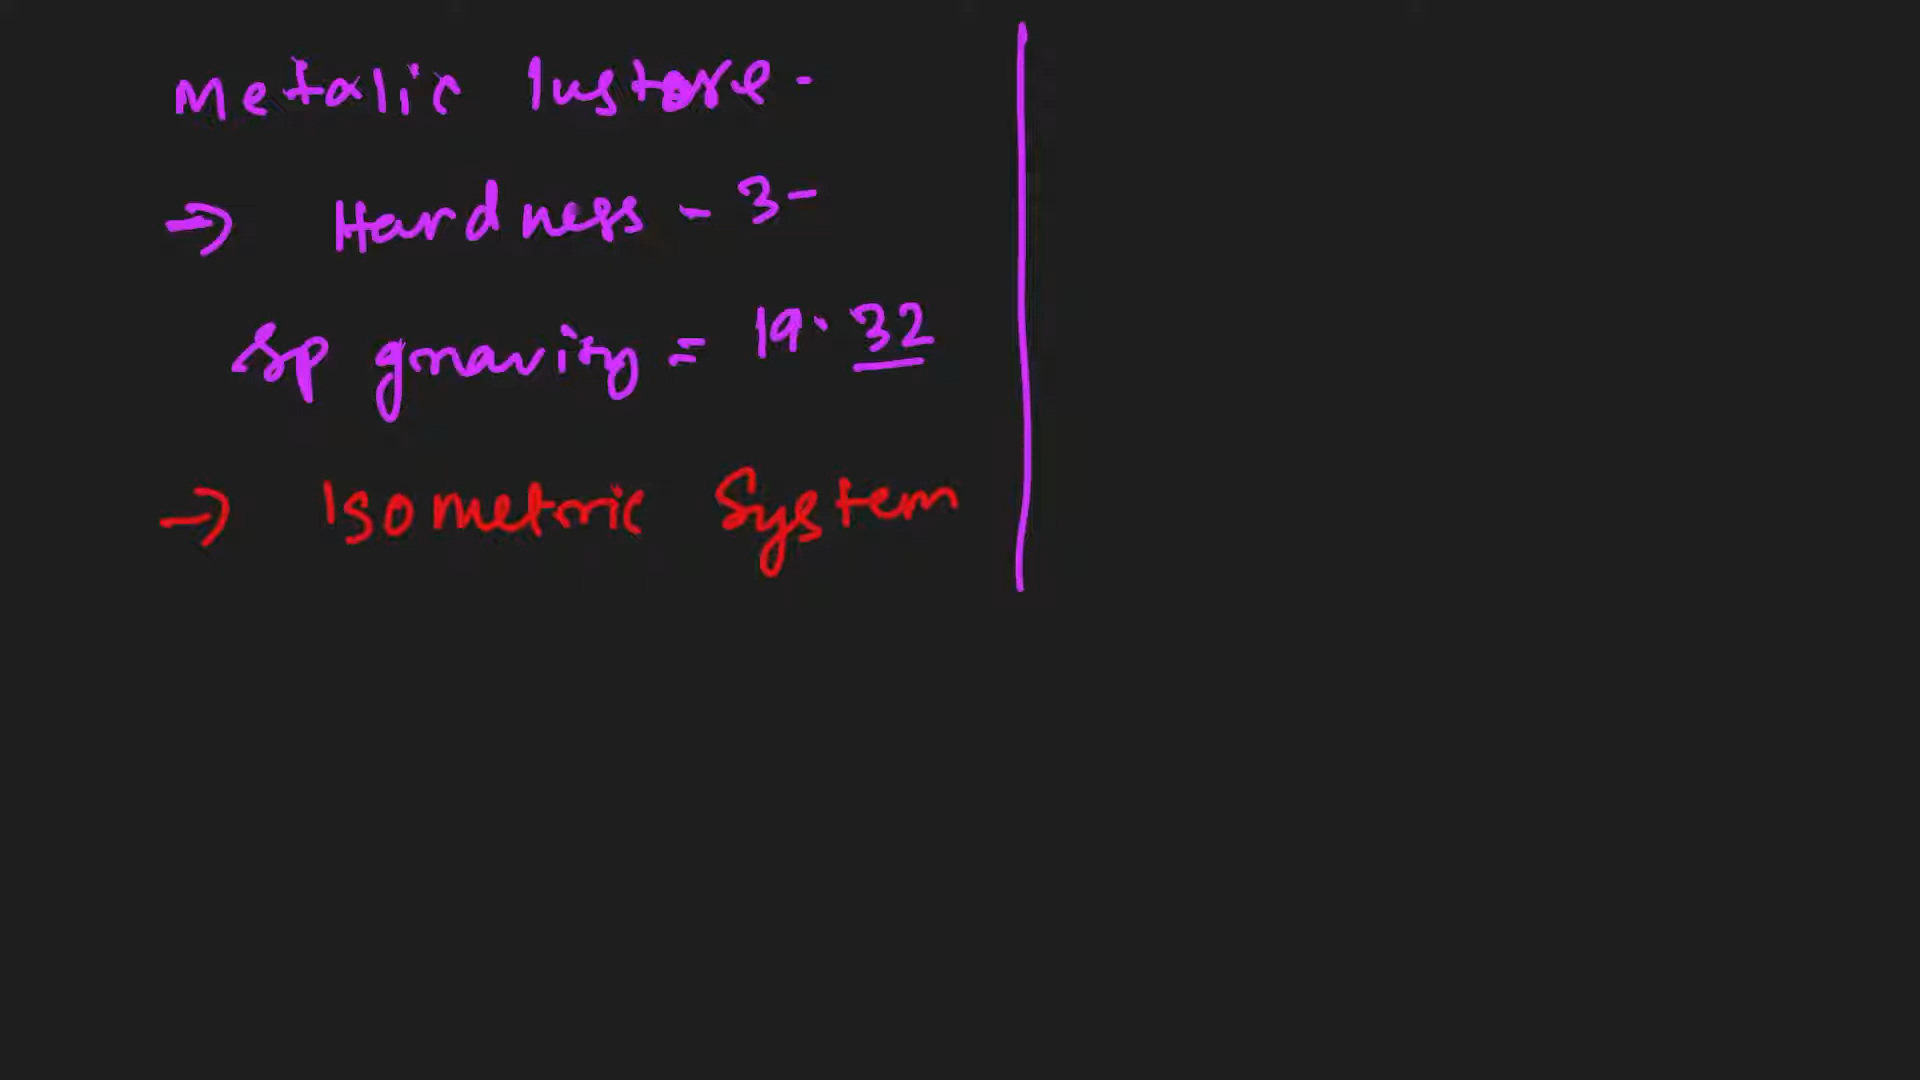 Metalic lustore -
→ Hardness - 3 -
Sp gravity = 19.32
→ Isometric System